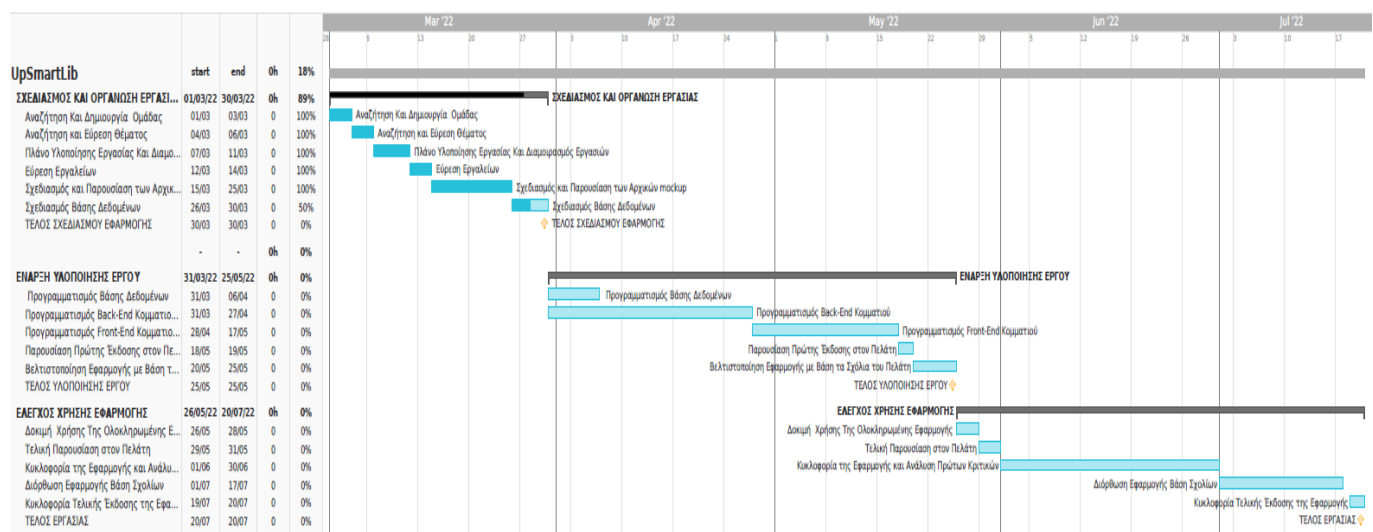 Mar '22 Apr '22 May '22 Jun '22 Jul '22
28 6 13 20 27 3 10 17 24 1 8 15 22 29 5 12 19 26 3 10 17
UpSmartLib start end 0h 18%
ΣΧΕΔΙΑΣΜΟΣ ΚΑΙ ΟΡΓΑΝΩΣΗ ΕΡΓΑΣΙ... 01/03/22 30/03/22 0h 89% ΣΧΕΔΙΑΣΜΟΣ ΚΑΙ ΟΡΓΑΝΩΣΗ ΕΡΓΑΣΙΑΣ
Αναζήτηση Και Δημιουργία Ομάδας 01/03 03/03 0 100% Αναζήτηση Και Δημιουργία Ομάδας
Αναζήτηση και Εύρεση Θέματος 04/03 06/03 0 100% Αναζήτηση και Εύρεση Θέματος
Πλάνο Υλοποίησης Εργασίας Και Διαμο... 07/03 11/03 0 100% Πλάνο Υλοποίησης Εργασίας Και Διαμοιρασμός Εργασιών
Εύρεση Εργαλείων 12/03 14/03 0 100% Εύρεση Εργαλείων
Σχεδιασμός και Παρουσίαση των Αρχικ... 15/03 25/03 0 100% Σχεδιασμός και Παρουσίαση των Αρχικών mockup
Σχεδιασμός Βάσης Δεδομένων 26/03 30/03 0 50% Σχεδιασμός Βάσης Δεδομένων
ΤΕΛΟΣ ΣΧΕΔΙΑΣΜΟΥ ΕΦΑΡΜΟΓΗΣ 30/03 30/03 0 0% ΤΕΛΟΣ ΣΧΕΔΙΑΣΜΟΥ ΕΦΑΡΜΟΓΗΣ
- - 0h 0%
ΕΝΑΡΞΗ ΥΛΟΠΟΙΗΣΗΣ ΕΡΓΟΥ 31/03/22 25/05/22 0h 0% ΕΝΑΡΞΗ ΥΛΟΠΟΙΗΣΗΣ ΕΡΓΟΥ
Προγραμματισμός Βάσης Δεδομένων 31/03 06/04 0 0% Προγραμματισμός Βάσης Δεδομένων
Προγραμματισμός Back-End Κομματιο... 31/03 27/04 0 0% Προγραμματισμός Back-End Κομματιού
Προγραμματισμός Front-End Κομματιο... 28/04 17/05 0 0% Προγραμματισμός Front-End Κομματιού
Παρουσίαση Πρώτης Έκδοσης στον Πε... 18/05 19/05 0 0% Παρουσίαση Πρώτης Έκδοσης στον Πελάτη
Βελτιστοποίηση Εφαρμογής με Βάση τ... 20/05 25/05 0 0% Βελτιστοποίηση Εφαρμογής με Βάση τα Σχόλια του Πελάτη
ΤΕΛΟΣ ΥΛΟΠΟΙΗΣΗΣ ΕΡΓΟΥ 25/05 25/05 0 0% ΤΕΛΟΣ ΥΛΟΠΟΙΗΣΗΣ ΕΡΓΟΥ
ΕΛΕΓΧΟΣ ΧΡΗΣΗΣ ΕΦΑΡΜΟΓΗΣ 26/05/22 20/07/22 0h 0% ΕΛΕΓΧΟΣ ΧΡΗΣΗΣ ΕΦΑΡΜΟΓΗΣ
Δοκιμή Χρήσης Της Ολοκληρωμένης Ε... 26/05 28/05 0 0% Δοκιμή Χρήσης Της Ολοκληρωμένης Εφαρμογής
Τελική Παρουσίαση στον Πελάτη 29/05 31/05 0 0% Τελική Παρουσίαση στον Πελάτη
Κυκλοφορία της Εφαρμογής και Ανάλυ... 01/06 30/06 0 0% Κυκλοφορία της Εφαρμογής και Ανάλυση Πρώτων Κριτικών
Διόρθωση Εφαρμογής Βάση Σχολίων 01/07 17/07 0 0% Διόρθωση Εφαρμογής Βάση Σχολίων
Κυκλοφορία Τελικής Έκδοσης της Εφα... 19/07 20/07 0 0% Κυκλοφορία Τελικής Έκδοσης της Εφαρμογής
ΤΕΛΟΣ ΕΡΓΑΣΙΑΣ 20/07 20/07 0 0% ΤΕΛΟΣ ΕΡΓΑΣΙΑΣ